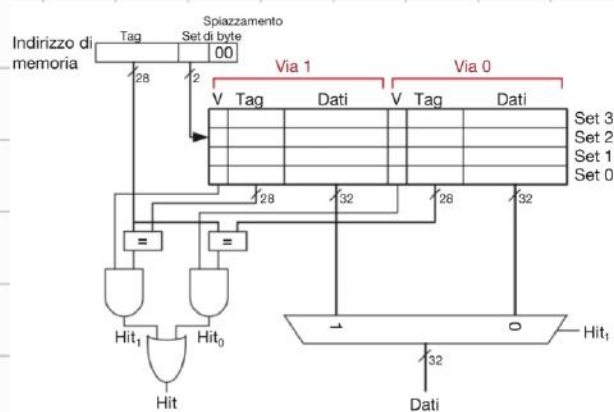 Spiazzamento
Indirizzo di memoria
Tag
Set
di byte
00
28
2
Via 1
Via 0
V
Tag
Dati
V
Tag
Dati
Set 3
Set 2
Set 1
Set 0
28
32
28
32
=
=
Hit1
Hit0
Hit
1
0
Hit1
32
Dati